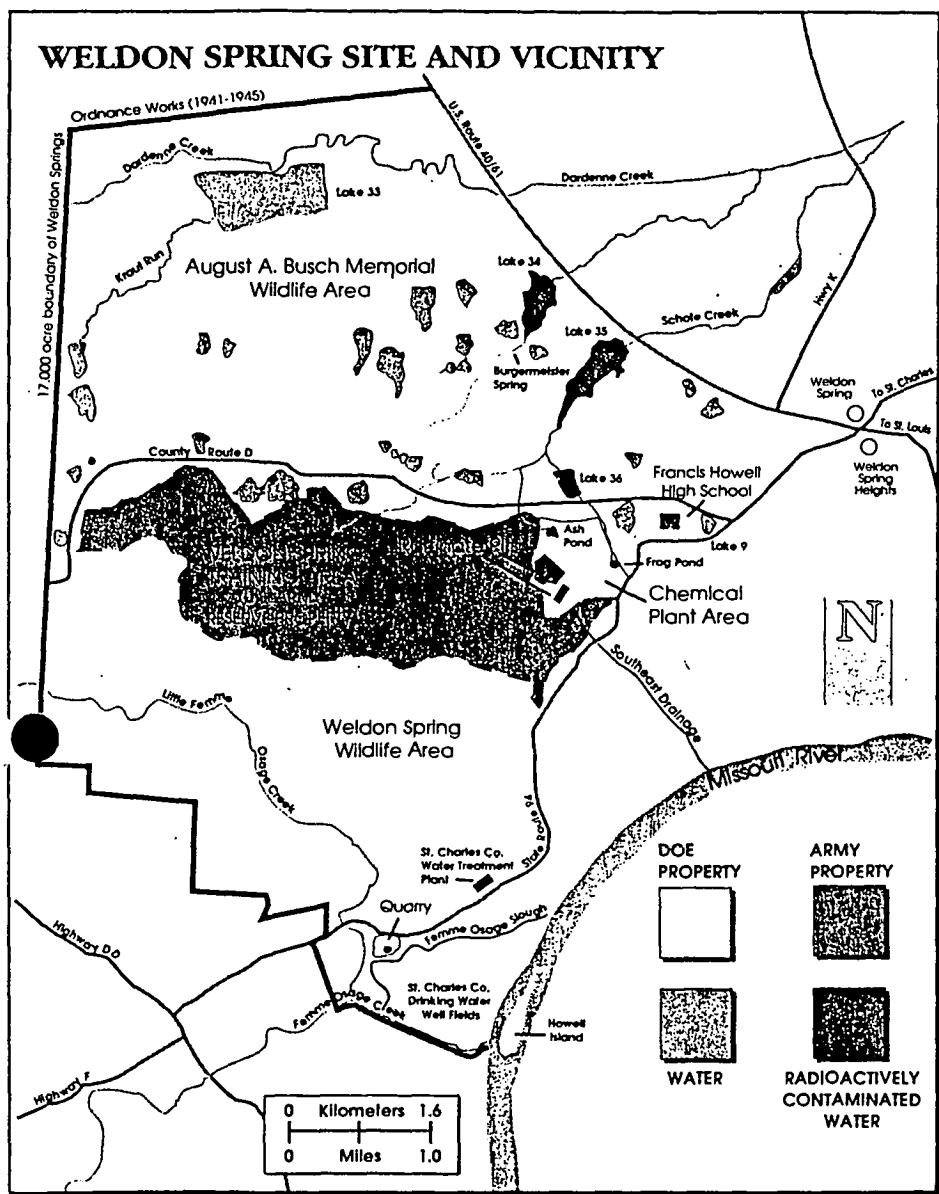 WELDON SPRING SITE AND VICINITY
Ordnance Works (1941-1945)
17,000 acre boundary of Weldon Springs
U.S. Route 40/61
Dardenne Creek
Dardenne Creek
Lake 33
Kraut Run
August A. Busch Memorial
Wildlife Area
Lake 34
Lake 35
Schote Creek
Hwy K
Burgermeister
Spring
Weldon
Spring
To St. Charles
To St. Louis
Weldon
Spring
Heights
County Route D
Lake 36
Francis Howell
High School
Ash
Pond
Lake 9
Frog Pond
Chemical
Plant Area
N
Southeast Drainage
Little Femme
Osage Creek
Weldon Spring
Wildlife Area
Missouri River
State Route 94
St. Charles Co.
Water Treatment
Plant
Quarry
Femme Osage Slough
Highway D D
Femme Osage Creek
St. Charles Co.
Drinking Water
Well Fields
Howell
Island
Highway F
DOE
PROPERTY
ARMY
PROPERTY
WATER
RADIOACTIVELY
CONTAMINATED
WATER
0 Kilometers 1.6
0 Miles 1.0